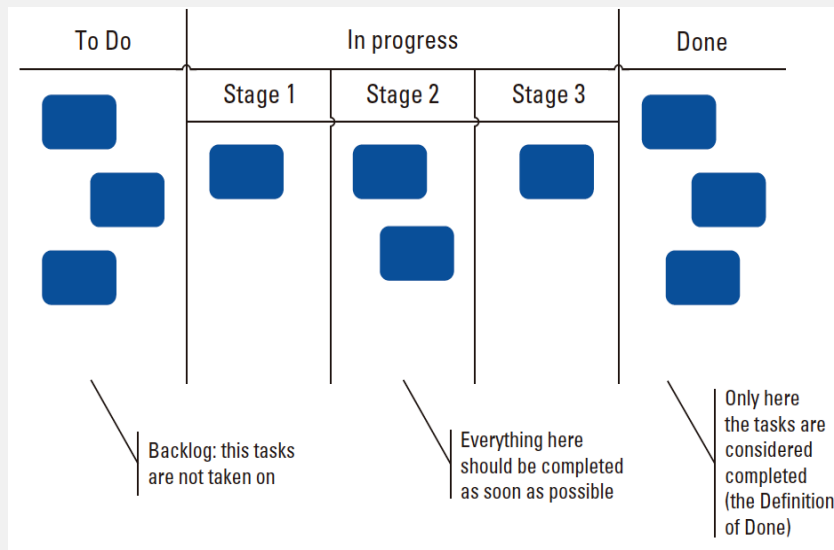 To Do
In progress
Done
Stage 1
Stage 2
Stage 3
Backlog: this tasks
are not taken on
Everything here
should be completed
as soon as possible
Only here
the tasks are
considered
completed
(the Definition
of Done)